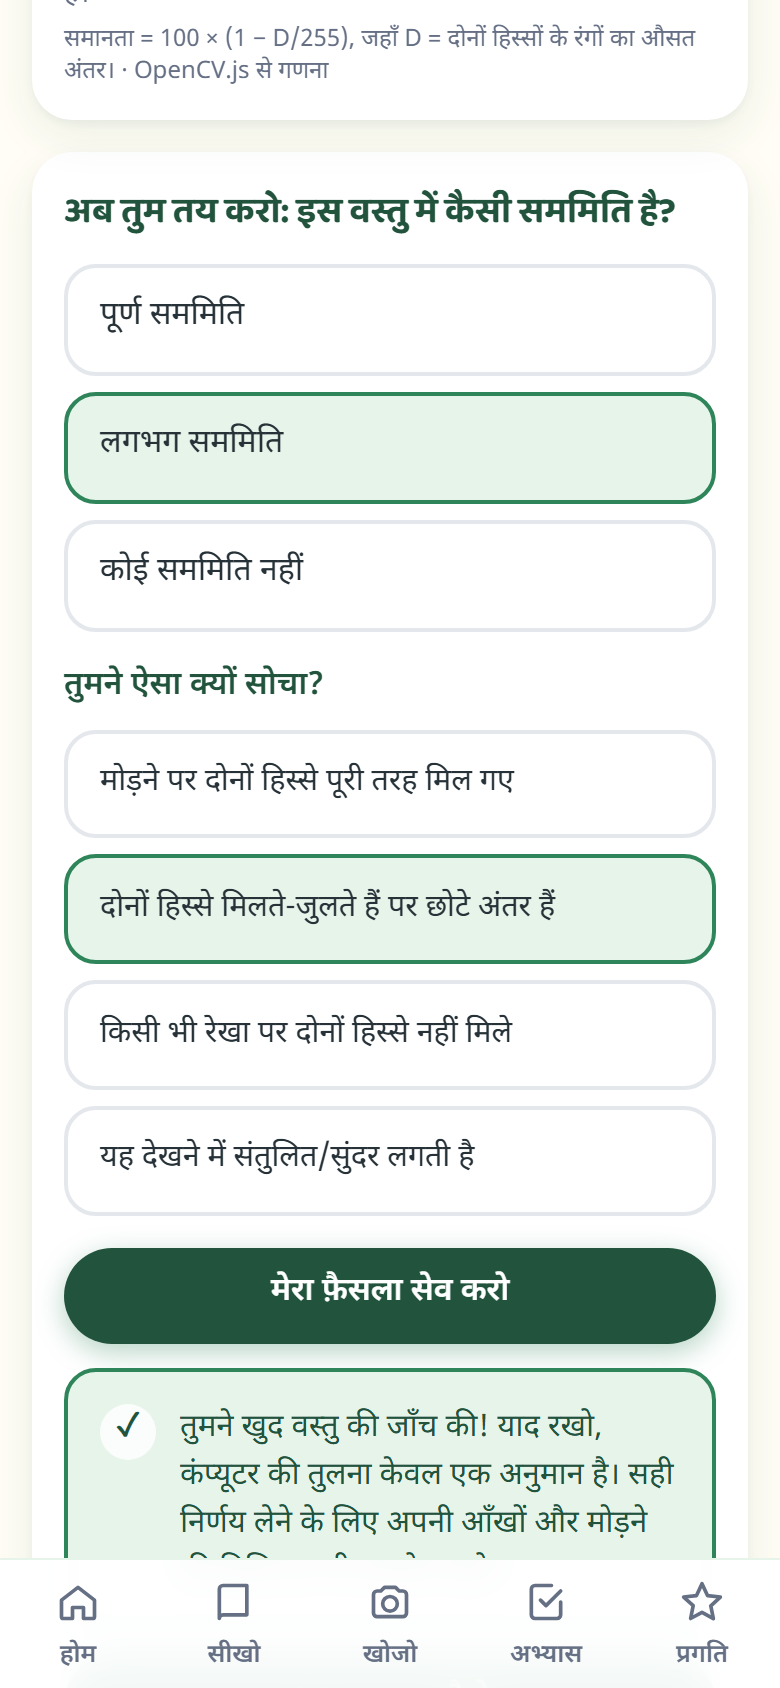 समानता = 100 × (1 − D/255), जहाँ D = दोनों हिस्सों के रंगों का औसत
अंतर। · OpenCV.js से गणना
अब तुम तय करो: इस वस्तु में कैसी सममिति है?
पूर्ण सममिति
लगभग सममिति
कोई सममिति नहीं
तुमने ऐसा क्यों सोचा?
मोड़ने पर दोनों हिस्से पूरी तरह मिल गए
दोनों हिस्से मिलते-जुलते हैं पर छोटे अंतर हैं
किसी भी रेखा पर दोनों हिस्से नहीं मिले
यह देखने में संतुलित/सुंदर लगती है
मेरा फ़ैसला सेव करो
✓ तुमने खुद वस्तु की जाँच की! याद रखो,
कंप्यूटर की तुलना केवल एक अनुमान है। सही
निर्णय लेने के लिए अपनी आँखों और मोड़ने
होम सीखो खोजो अभ्यास प्रगति